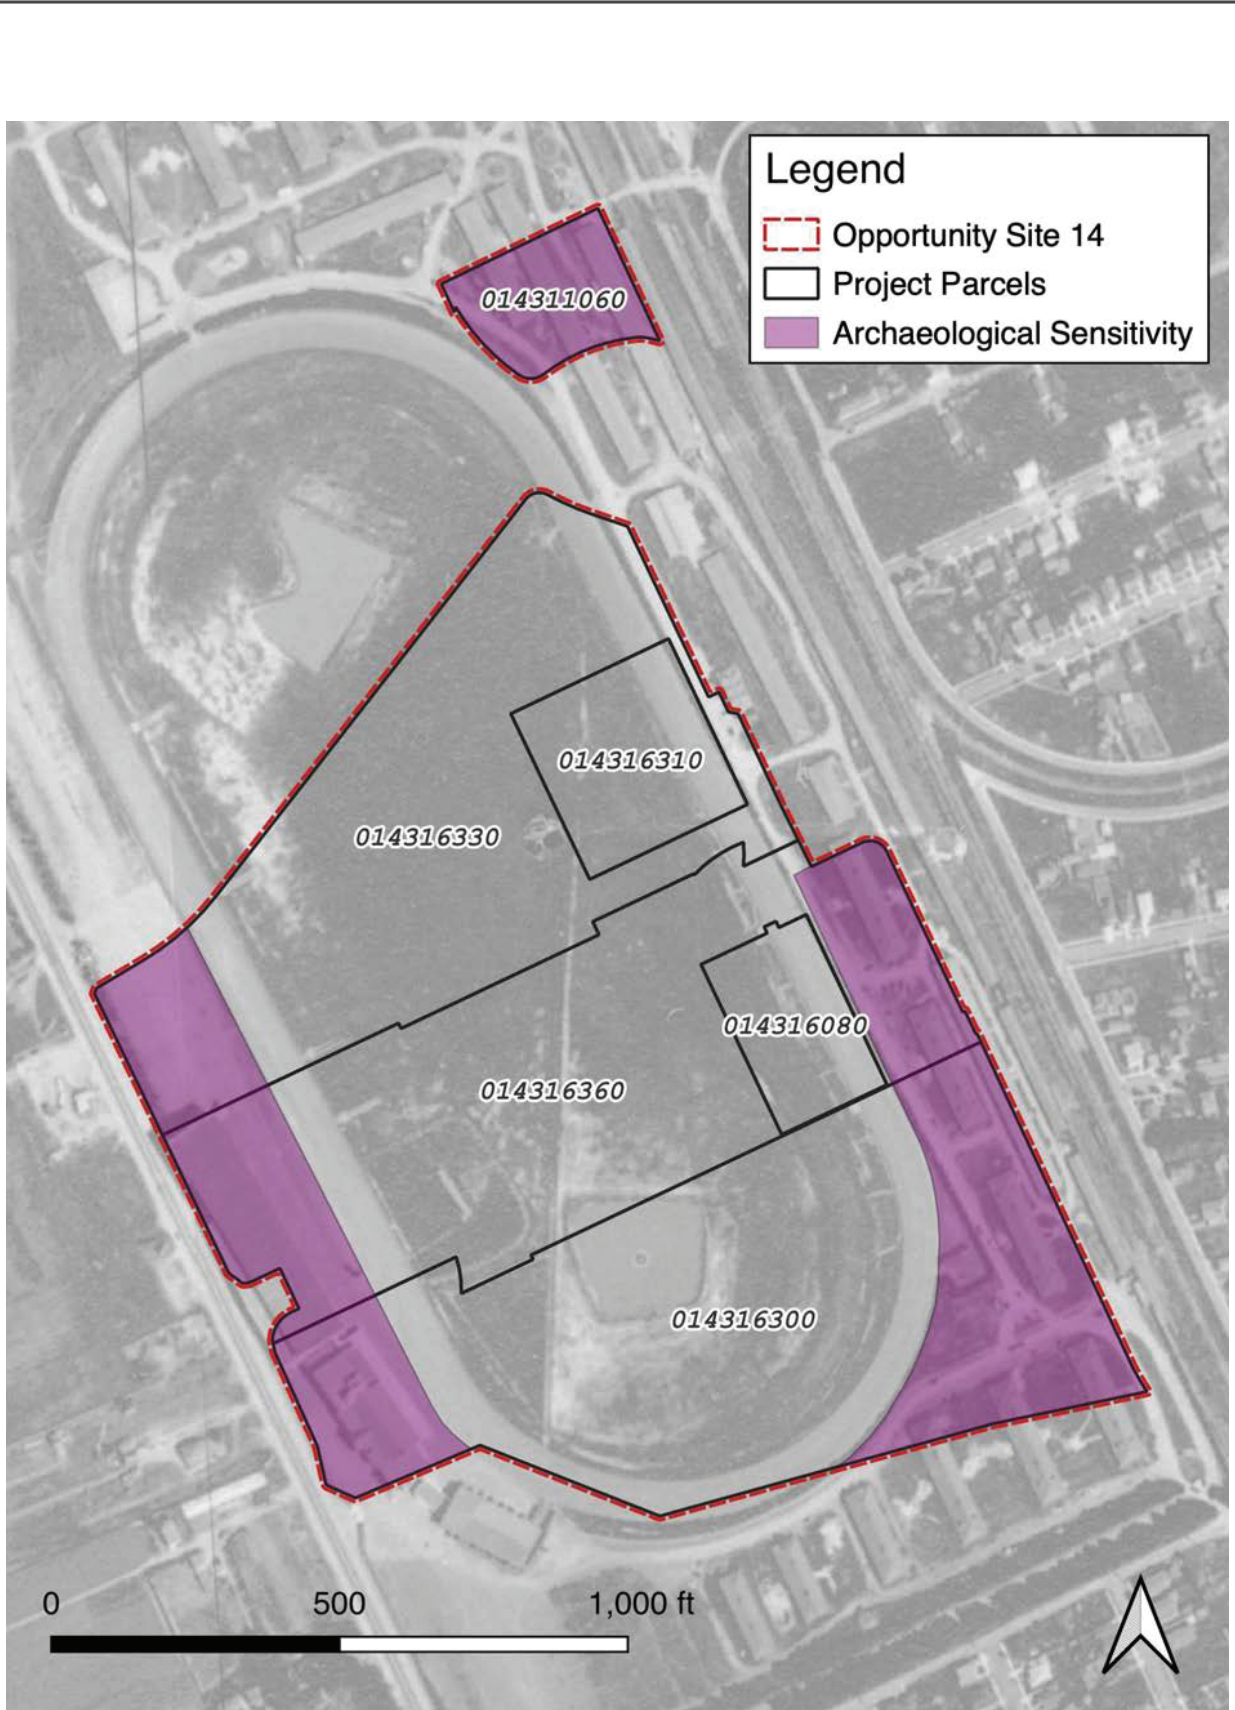 Legend
Opportunity Site 14
Project Parcels
Archaeological Sensitivity
014311060
014316310
014316330
014316080
014316360
014316300
0 500 1,000 ft